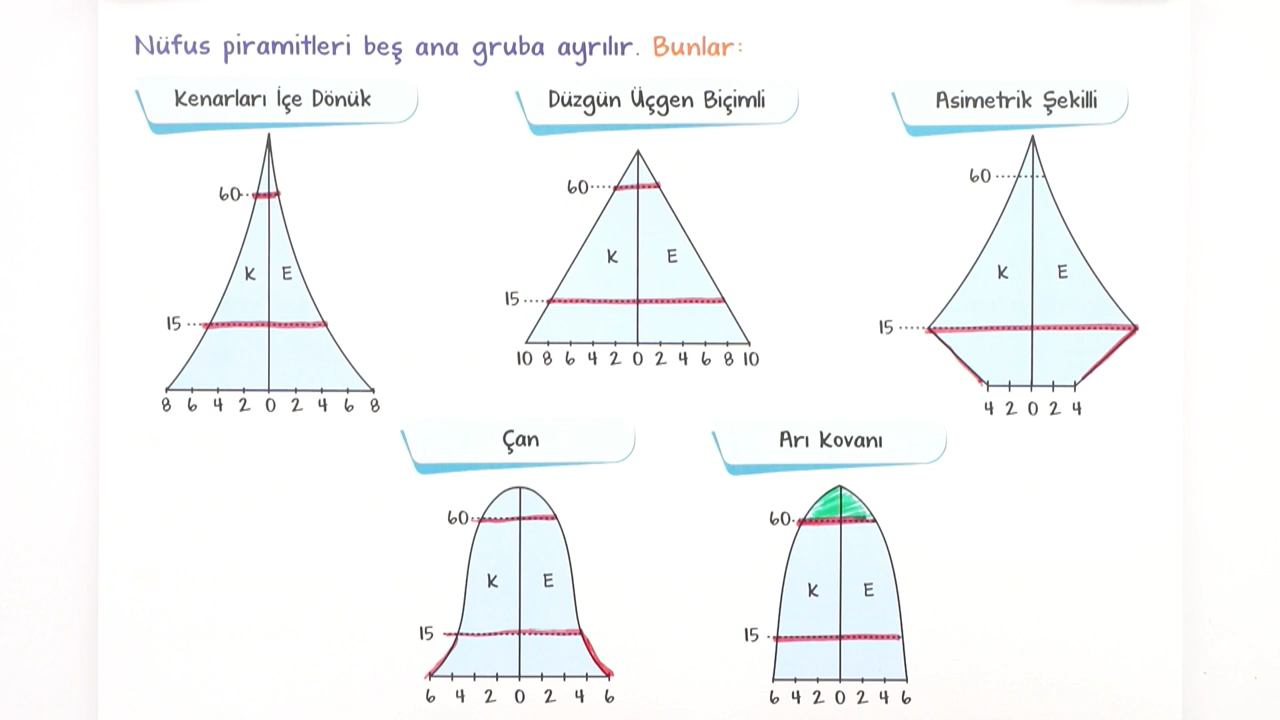 Nüfus piramitleri beş ana gruba ayrılır. Bunlar:
Kenarları İçe Dönük
Düzgün Üçgen Biçimli
Asimetrik Şekilli
60
K E
15
8 6 4 2 0 2 4 6 8
60
K E
15
10 8 6 4 2 0 2 4 6 8 10
60
K E
15
4 2 0 2 4
Çan
Arı Kovanı
60
K E
15
6 4 2 0 2 4 6
60
K E
15
6 4 2 0 2 4 6